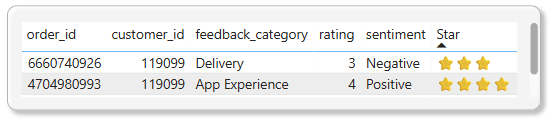 order_id customer_id feedback_category rating sentiment Star
6660740926 119099 Delivery 3 Negative
4704980993 119099 App Experience 4 Positive